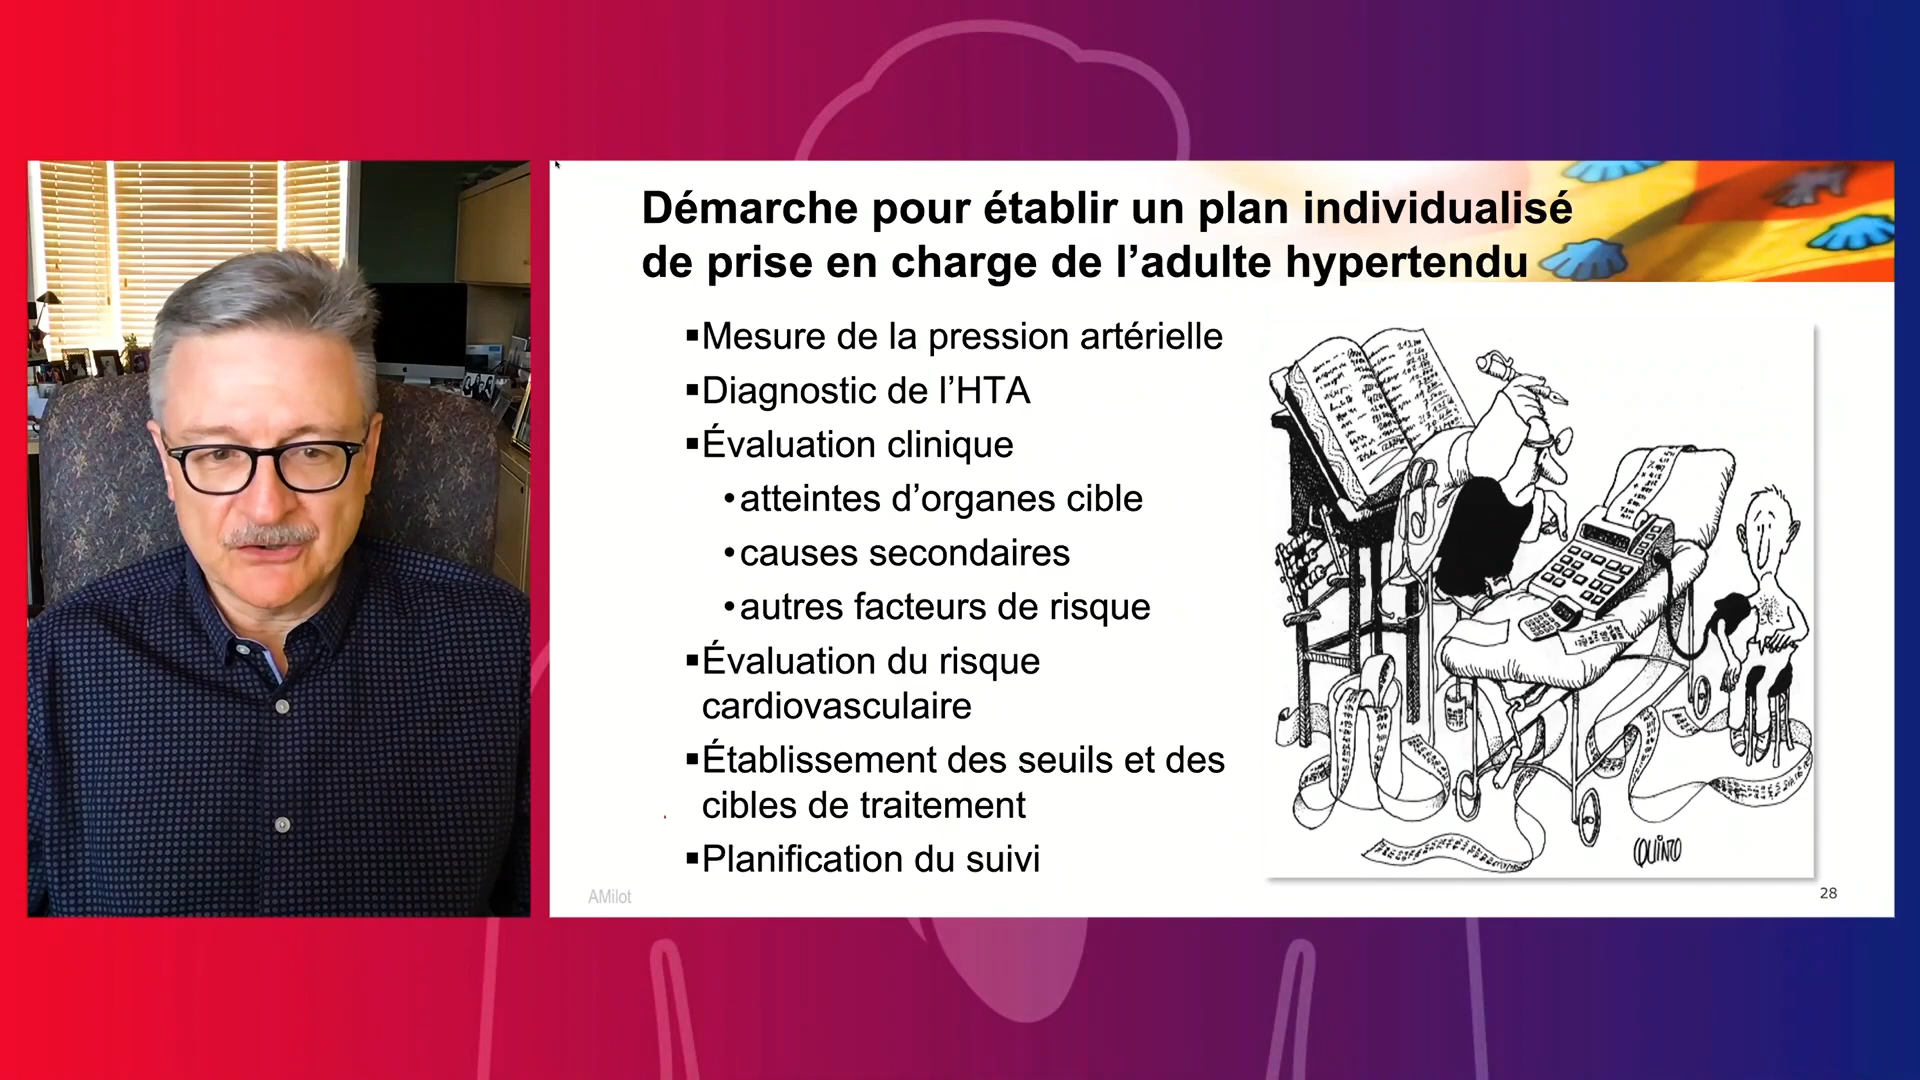 Démarche pour établir un plan individualisé
de prise en charge de l’adulte hypertendu
▪Mesure de la pression artérielle
▪Diagnostic de l’HTA
▪Évaluation clinique
•atteintes d’organes cible
•causes secondaires
•autres facteurs de risque
▪Évaluation du risque
cardiovasculaire
▪Établissement des seuils et des
cibles de traitement
▪Planification du suivi
QUINO
AMilot
28